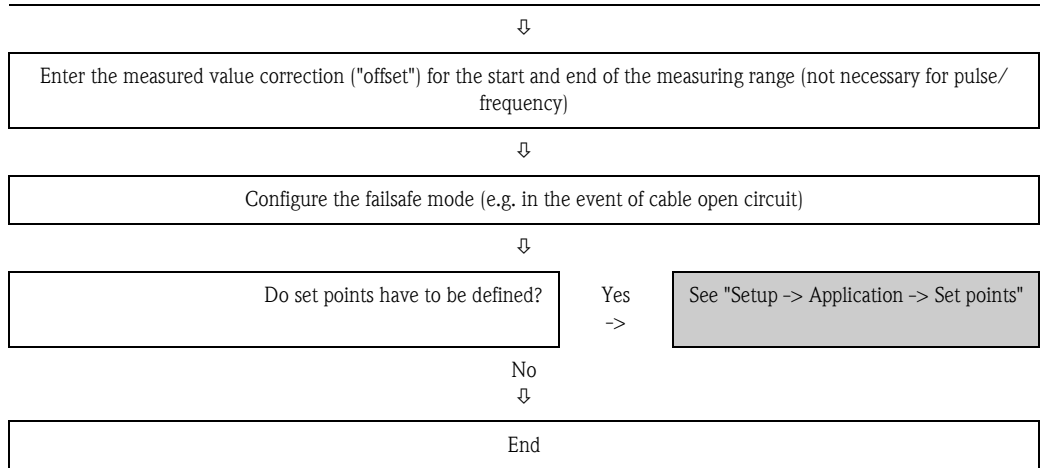 ⇩
Enter the measured value correction ("offset") for the start and end of the measuring range (not necessary for pulse/
frequency)
⇩
Configure the failsafe mode (e.g. in the event of cable open circuit)
⇩
Do set points have to be defined?
Yes
->
See "Setup -> Application -> Set points"
No
⇩
End